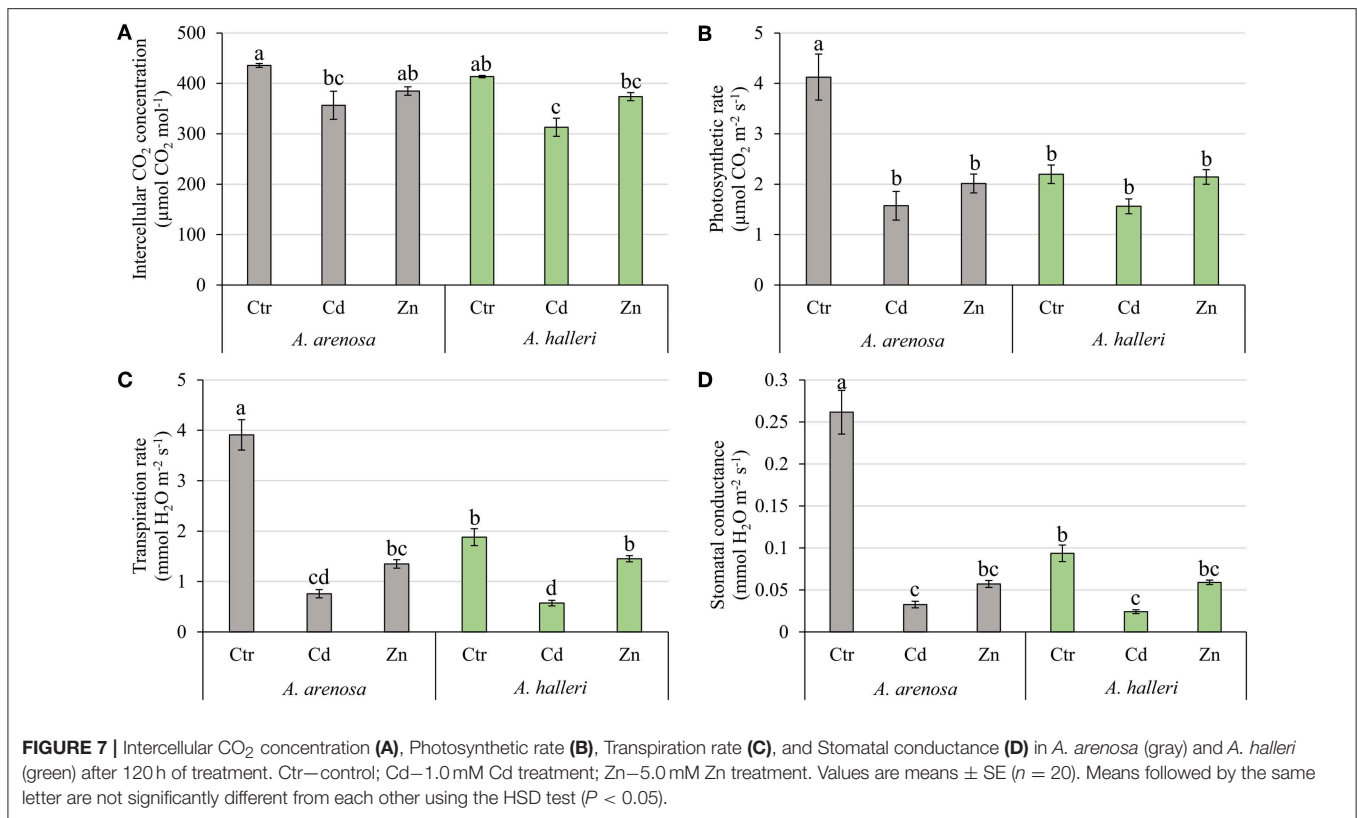 A
Intercellular CO₂ concentration
(µmol CO₂ mol⁻¹)
500
400
300
200
100
0
a
bc
ab
ab
c
bc
Ctr
Cd
Zn
Ctr
Cd
Zn
A. arenosa
A. halleri
B
Photosynthetic rate
(µmol CO₂ m⁻² s⁻¹)
5
4
3
2
1
0
a
b
b
b
b
b
Ctr
Cd
Zn
Ctr
Cd
Zn
A. arenosa
A. halleri
C
Transpiration rate
(mmol H₂O m⁻² s⁻¹)
5
4
3
2
1
0
a
cd
bc
b
d
b
Ctr
Cd
Zn
Ctr
Cd
Zn
A. arenosa
A. halleri
D
Stomatal conductance
(mmol H₂O m⁻² s⁻¹)
0.3
0.25
0.2
0.15
0.1
0.05
0
a
c
bc
b
c
bc
Ctr
Cd
Zn
Ctr
Cd
Zn
A. arenosa
A. halleri
FIGURE 7 | Intercellular CO₂ concentration (A), Photosynthetic rate (B), Transpiration rate (C), and Stomatal conductance (D) in A. arenosa (gray) and A. halleri
(green) after 120 h of treatment. Ctr—control; Cd—1.0 mM Cd treatment; Zn—5.0 mM Zn treatment. Values are means ± SE (n = 20). Means followed by the same
letter are not significantly different from each other using the HSD test (P < 0.05).